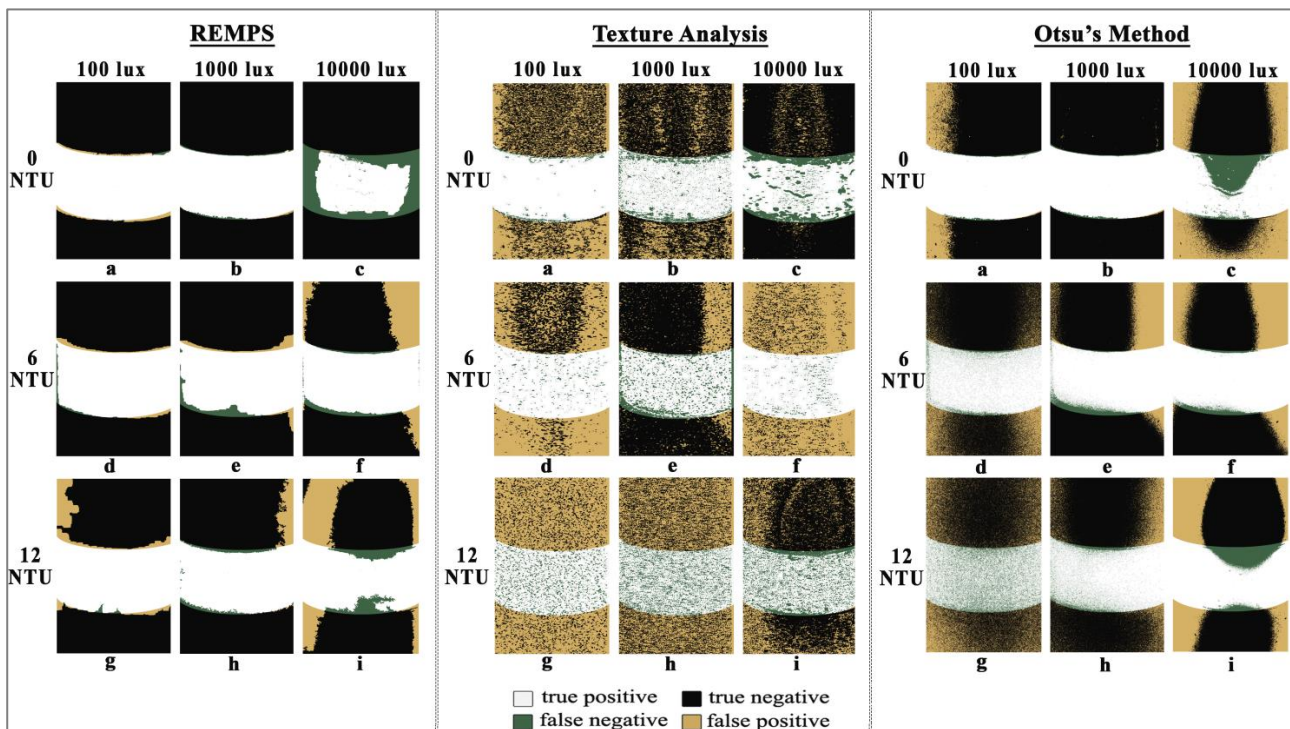 REMPS
Texture Analysis
Otsu's Method
100 lux 1000 lux 10000 lux
100 lux 1000 lux 10000 lux
100 lux 1000 lux 10000 lux
0
NTU
0
NTU
0
NTU
a b c
a b c
a b c
6
NTU
6
NTU
6
NTU
d e f
d e f
d e f
12
NTU
12
NTU
12
NTU
g h i
g h i
g h i
true positive true negative
false negative false positive